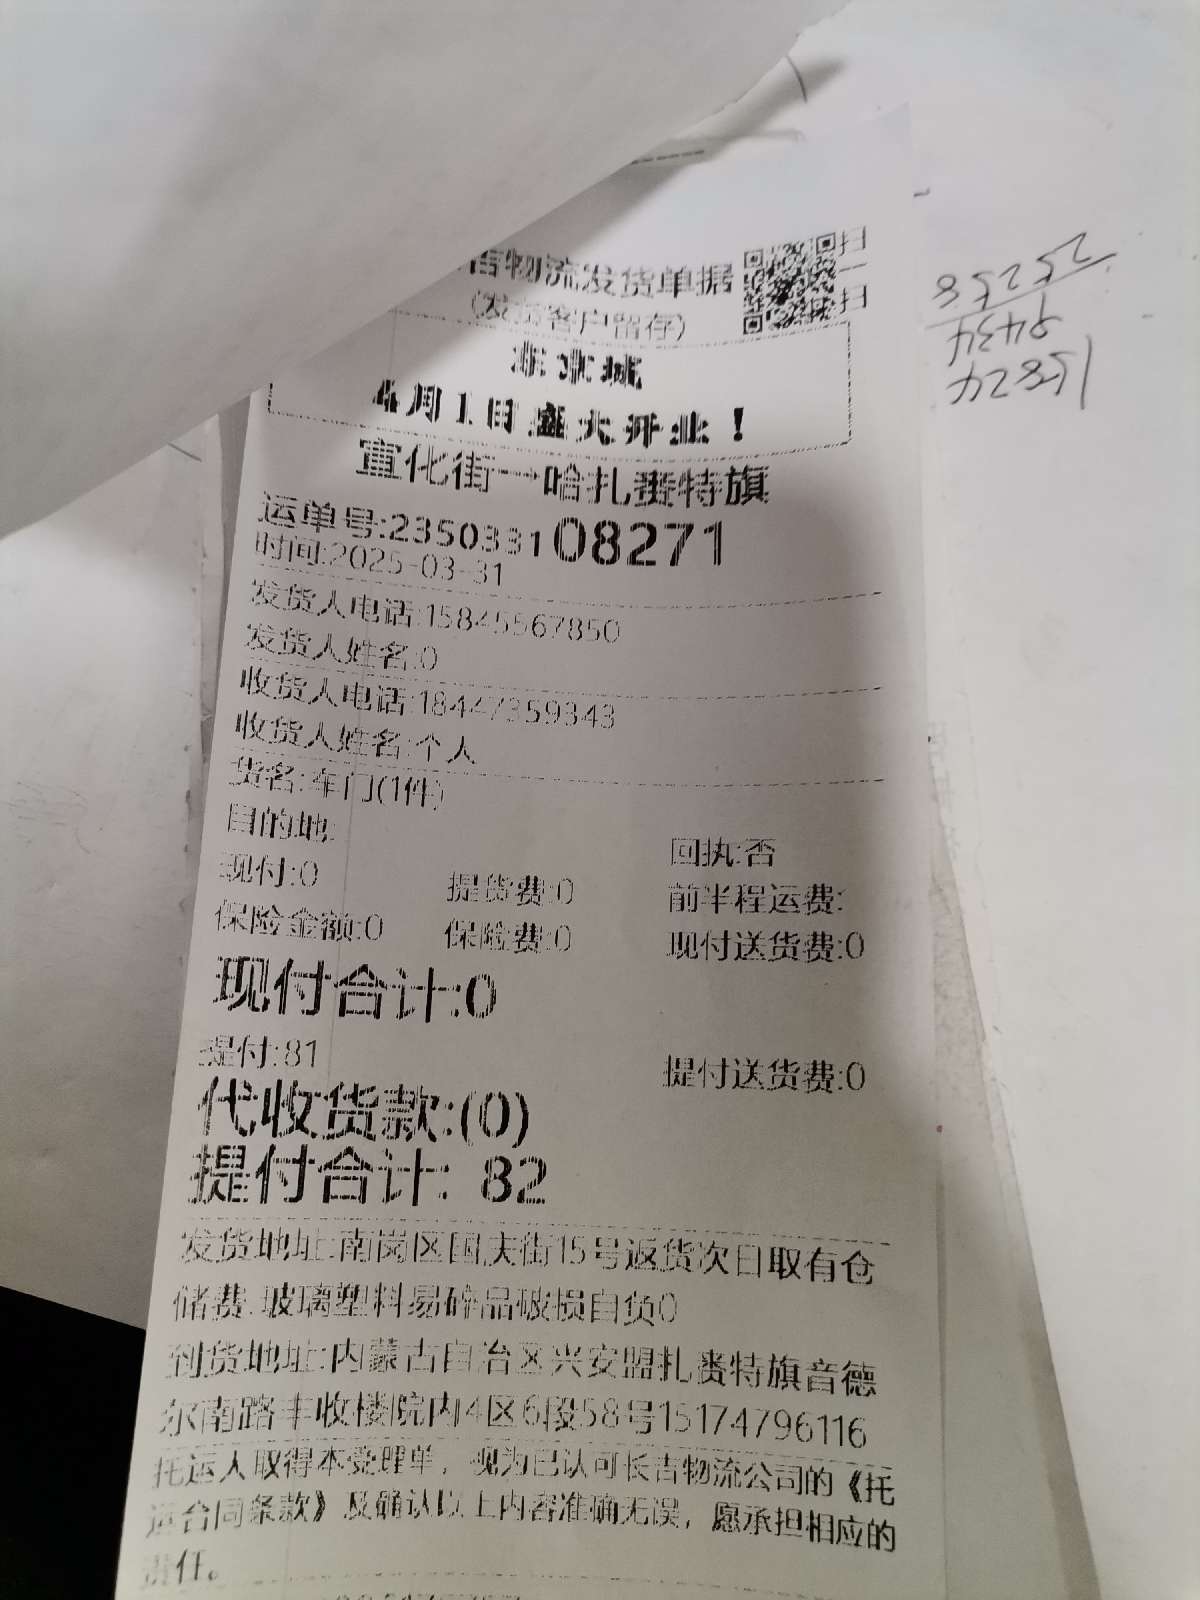 吉物流发货单据
(发货客户留存)
扫一扫
东京城
4月1日盛大开业！
宣化街→哈扎赉特旗
运单号:235033108271
时间:2025-03-31
发货人电话:15845567850
发货人姓名:0
收货人电话:18447359343
收货人姓名:个人
货名:车门(1件)
目的地:
回执:否
现付:0 提货费:0 前半程运费:
保险金额:0 保险费:0 现付送货费:0
现付合计:0
提付:81 提付送货费:0
代收货款:(0)
提付合计: 82
发货地址:南岗区国庆街15号返货次日取有仓
储费.玻璃塑料易碎品破损自负0
到货地址:内蒙古自治区兴安盟扎赉特旗音德
尔南路丰收楼院内4区6段58号15174796116
托运人取得本受理单，视为已认可长吉物流公司的《托
运合同条款》及确认以上内容准确无误，愿承担相应的
责任。
15824
9434
25258